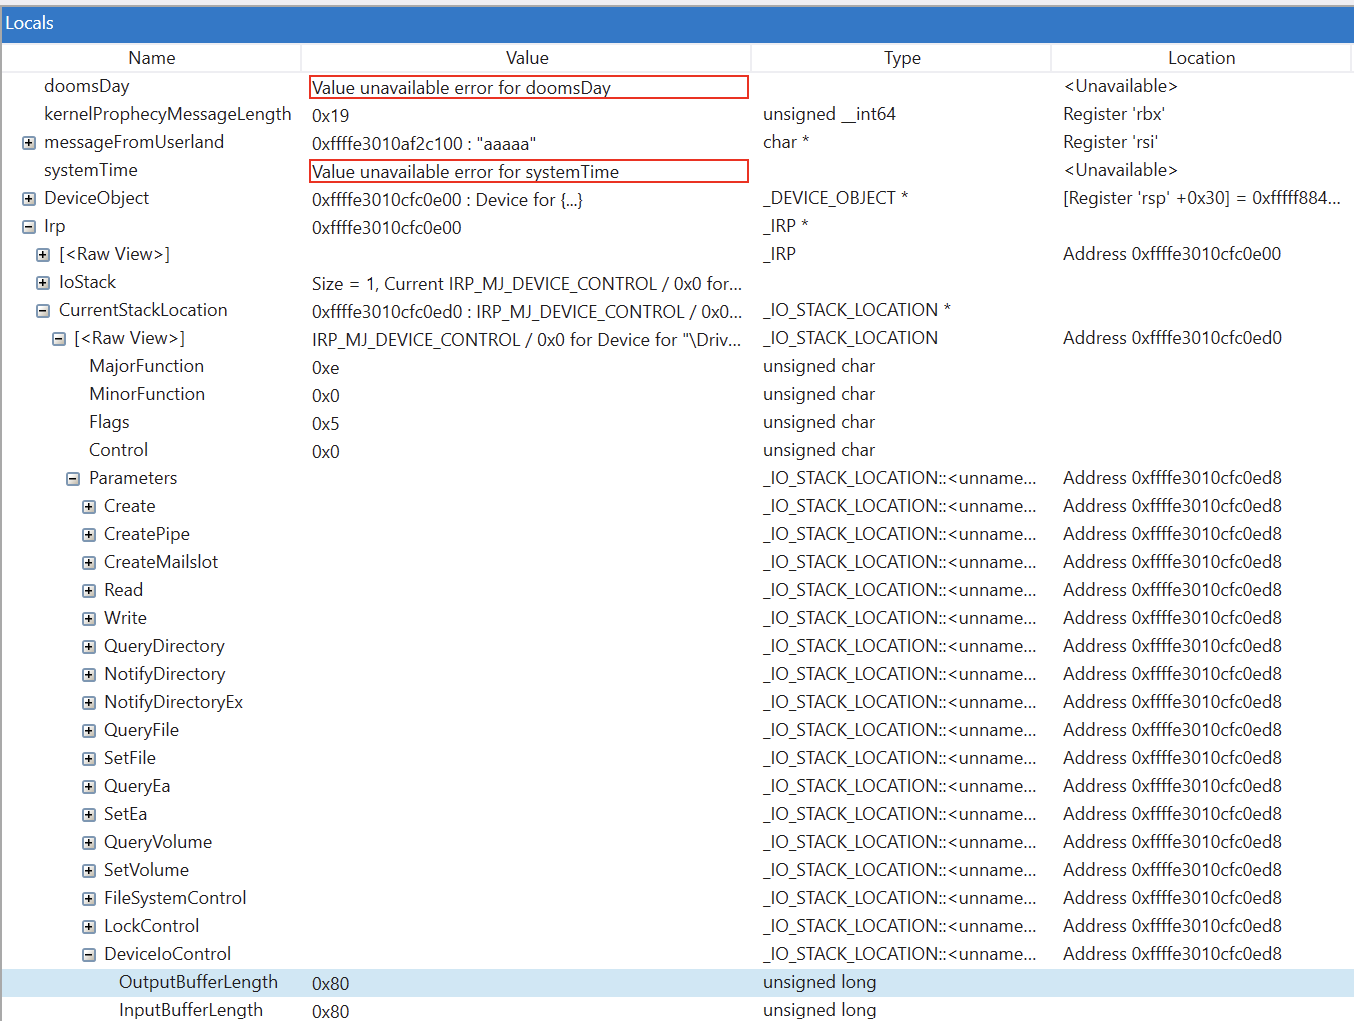 Locals
Name Value Type Location
doomsDay Value unavailable error for doomsDay <Unavailable>
kernelProphecyMessageLength 0x19 unsigned __int64 Register 'rbx'
messageFromUserland 0xffffe3010af2c100 : "aaaaa" char * Register 'rsi'
systemTime Value unavailable error for systemTime <Unavailable>
DeviceObject 0xffffe3010cfc0e00 : Device for {...} _DEVICE_OBJECT * [Register 'rsp' +0x30] = 0xfffff884...
Irp 0xffffe3010cfc0e00 _IRP *
[<Raw View>] _IRP Address 0xffffe3010cfc0e00
IoStack Size = 1, Current IRP_MJ_DEVICE_CONTROL / 0x0 for...
CurrentStackLocation 0xffffe3010cfc0ed0 : IRP_MJ_DEVICE_CONTROL / 0x0... _IO_STACK_LOCATION *
[<Raw View>] IRP_MJ_DEVICE_CONTROL / 0x0 for Device for "\Driv... _IO_STACK_LOCATION Address 0xffffe3010cfc0ed0
MajorFunction 0xe unsigned char
MinorFunction 0x0 unsigned char
Flags 0x5 unsigned char
Control 0x0 unsigned char
Parameters _IO_STACK_LOCATION::<unname... Address 0xffffe3010cfc0ed8
Create _IO_STACK_LOCATION::<unname... Address 0xffffe3010cfc0ed8
CreatePipe _IO_STACK_LOCATION::<unname... Address 0xffffe3010cfc0ed8
CreateMailslot _IO_STACK_LOCATION::<unname... Address 0xffffe3010cfc0ed8
Read _IO_STACK_LOCATION::<unname... Address 0xffffe3010cfc0ed8
Write _IO_STACK_LOCATION::<unname... Address 0xffffe3010cfc0ed8
QueryDirectory _IO_STACK_LOCATION::<unname... Address 0xffffe3010cfc0ed8
NotifyDirectory _IO_STACK_LOCATION::<unname... Address 0xffffe3010cfc0ed8
NotifyDirectoryEx _IO_STACK_LOCATION::<unname... Address 0xffffe3010cfc0ed8
QueryFile _IO_STACK_LOCATION::<unname... Address 0xffffe3010cfc0ed8
SetFile _IO_STACK_LOCATION::<unname... Address 0xffffe3010cfc0ed8
QueryEa _IO_STACK_LOCATION::<unname... Address 0xffffe3010cfc0ed8
SetEa _IO_STACK_LOCATION::<unname... Address 0xffffe3010cfc0ed8
QueryVolume _IO_STACK_LOCATION::<unname... Address 0xffffe3010cfc0ed8
SetVolume _IO_STACK_LOCATION::<unname... Address 0xffffe3010cfc0ed8
FileSystemControl _IO_STACK_LOCATION::<unname... Address 0xffffe3010cfc0ed8
LockControl _IO_STACK_LOCATION::<unname... Address 0xffffe3010cfc0ed8
DeviceIoControl _IO_STACK_LOCATION::<unname... Address 0xffffe3010cfc0ed8
OutputBufferLength 0x80 unsigned long
InputBufferLength 0x80 unsigned long